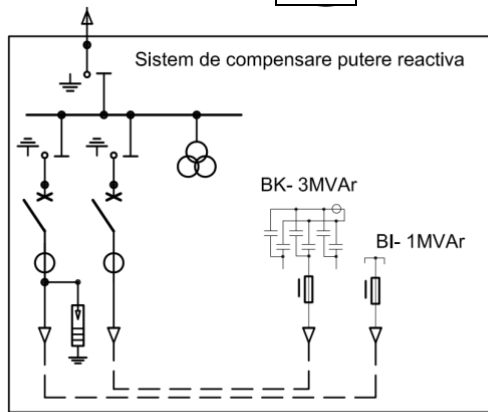 Sistem de compensare putere reactiva
BK- 3MVAr
BI- 1MVAr